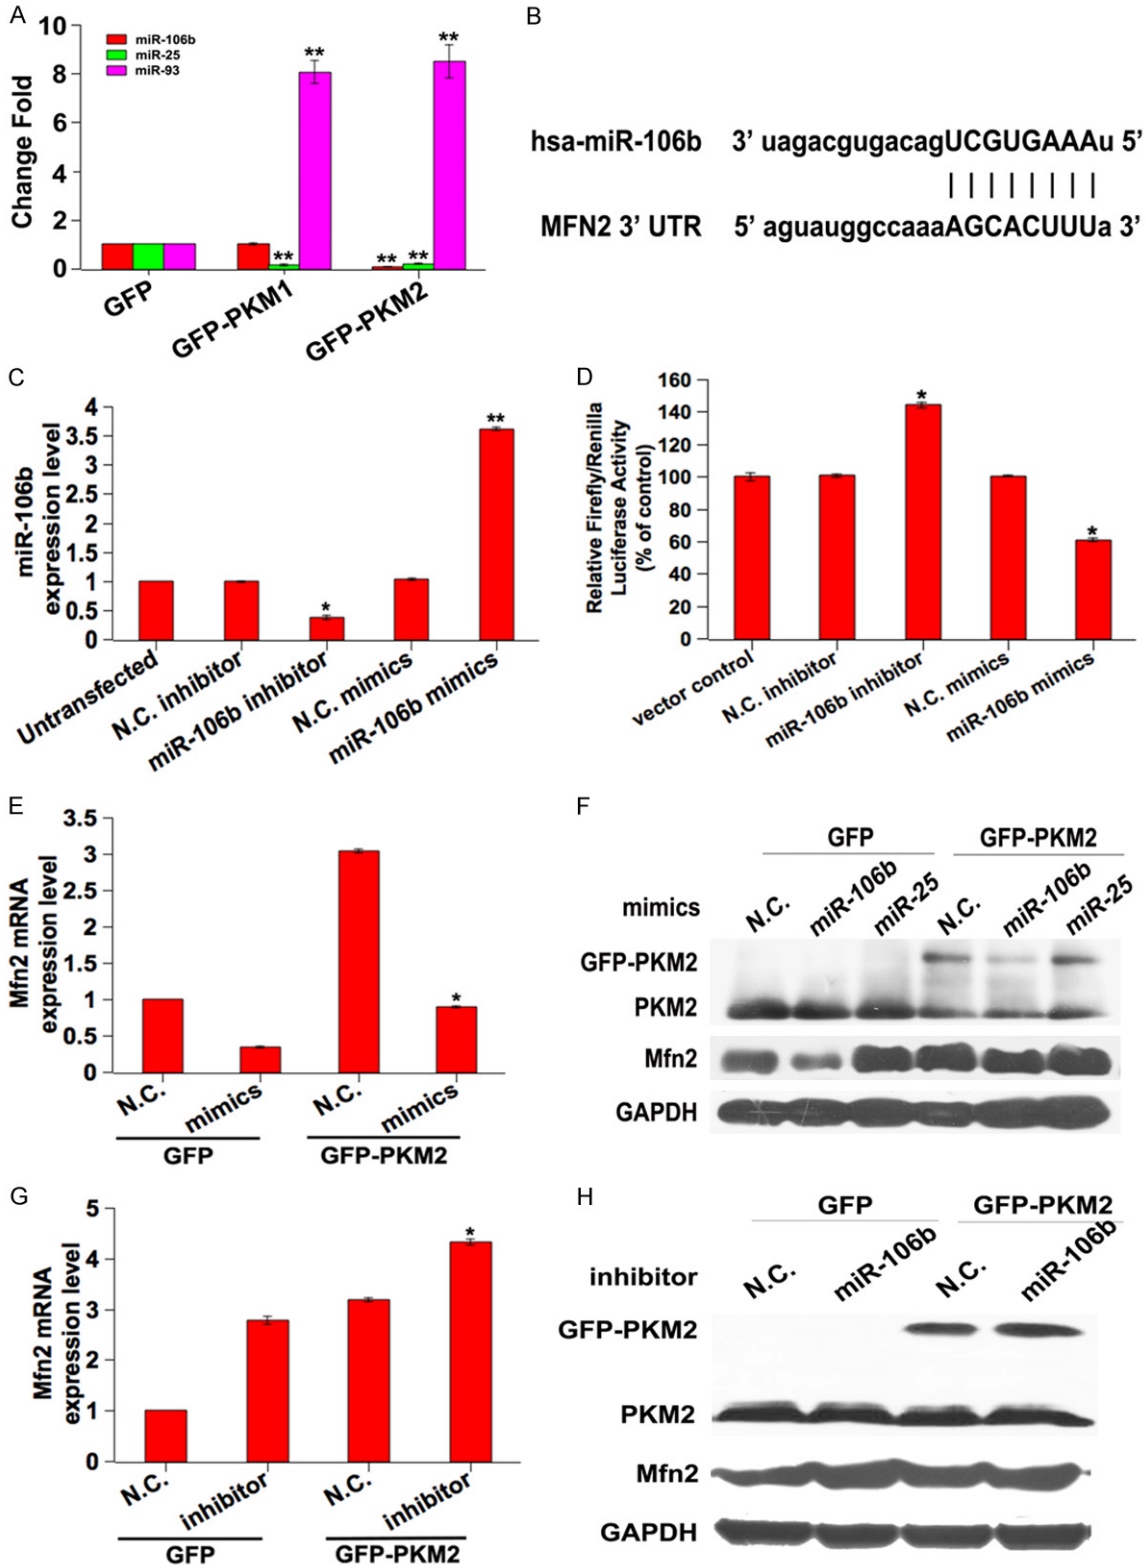 A
10
8
6
4
2
0
Change Fold
miR-106b
miR-25
miR-93
**
**
**
** **
GFP
GFP-PKM1
GFP-PKM2
B
hsa-miR-106b 3’ uagacgugacagUCGUGAAAu 5’
MFN2 3’ UTR 5’ aguauggccaaaAGCACUUUa 3’
C
4
3.5
3
2.5
2
1.5
1
0.5
0
miR-106b
expression level
*
**
Untransfected
N.C. inhibitor
miR-106b inhibitor
N.C. mimics
miR-106b mimics
D
160
140
120
100
80
60
40
20
0
Relative Firefly/Renilla
Luciferase Activity
(% of control)
*
*
vector control
N.C. inhibitor
miR-106b inhibitor
N.C. mimics
miR-106b mimics
E
3.5
3
2.5
2
1.5
1
0.5
0
Mfn2 mRNA
expression level
*
N.C.
mimics
N.C.
mimics
GFP
GFP-PKM2
F
GFP GFP-PKM2
mimics N.C. miR-106b miR-25 N.C. miR-106b miR-25
GFP-PKM2
PKM2
Mfn2
GAPDH
G
5
4
3
2
1
0
Mfn2 mRNA
expression level
*
N.C.
inhibitor
N.C.
inhibitor
GFP
GFP-PKM2
H
GFP GFP-PKM2
inhibitor N.C. miR-106b N.C. miR-106b
GFP-PKM2
PKM2
Mfn2
GAPDH